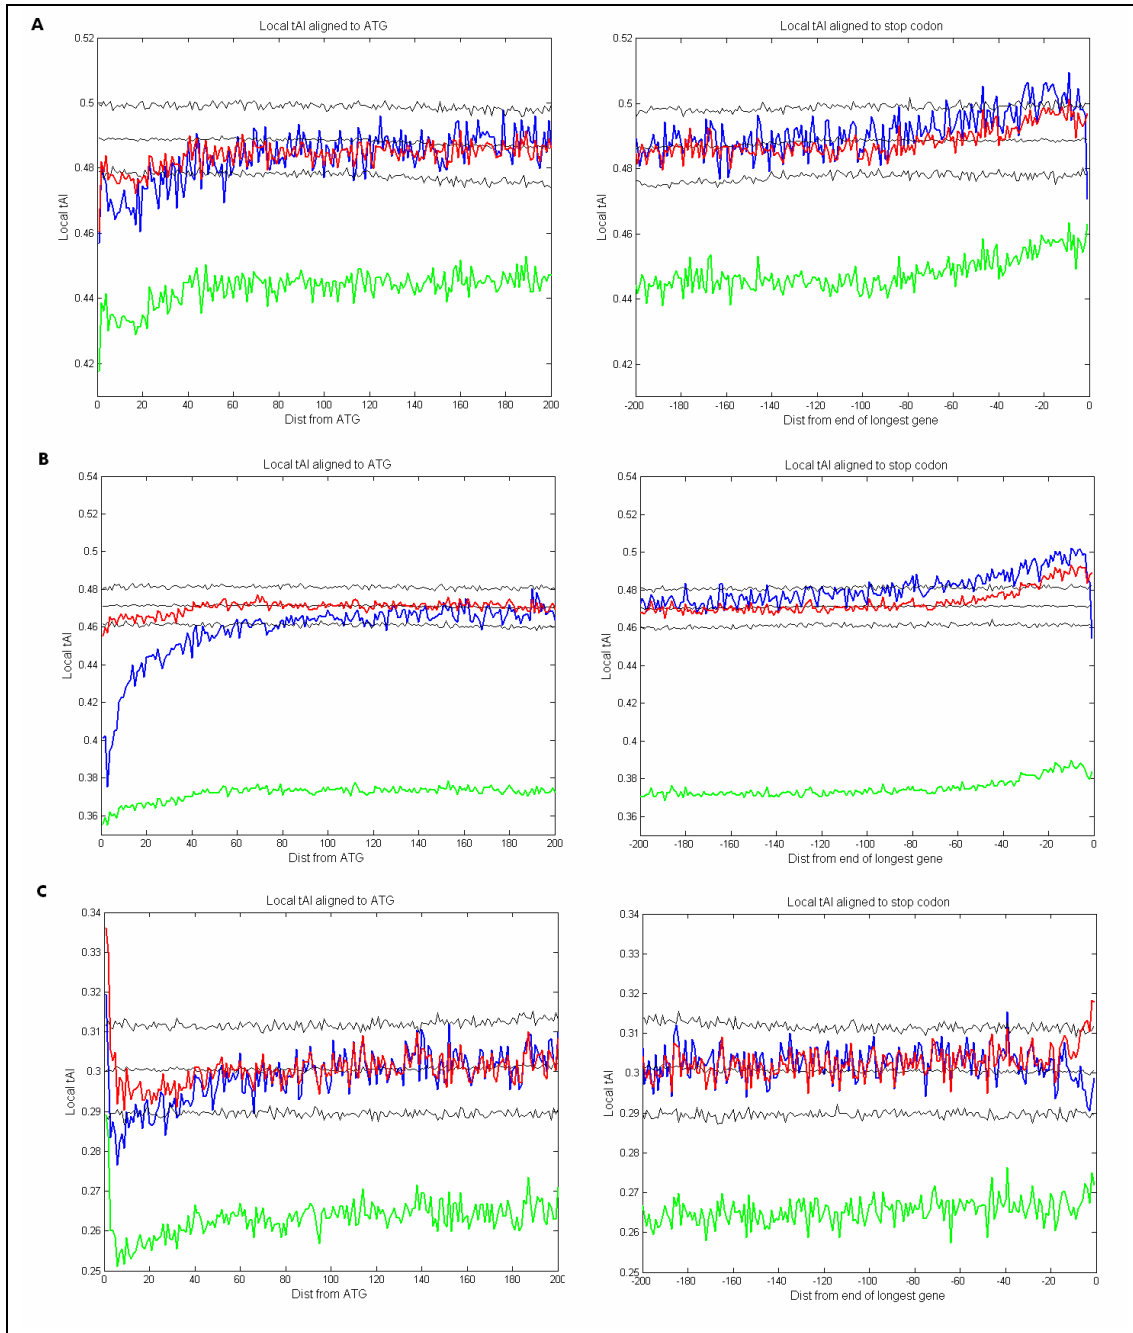 A
Local tAI aligned to ATG
0.52
0.5
0.48
0.46
0.44
0.42
Local tAI
0 20 40 60 80 100 120 140 160 180 200
Dist from ATG
Local tAI aligned to stop codon
0.52
0.5
0.48
0.46
0.44
0.42
Local tAI
-200 -180 -160 -140 -120 -100 -80 -60 -40 -20 0
Dist from end of longest gene
B
Local tAI aligned to ATG
0.54
0.52
0.5
0.48
0.46
0.44
0.42
0.4
0.38
0.36
Local tAI
0 20 40 60 80 100 120 140 160 180 200
Dist from ATG
Local tAI aligned to stop codon
0.54
0.52
0.5
0.48
0.46
0.44
0.42
0.4
0.38
0.36
Local tAI
-200 -180 -160 -140 -120 -100 -80 -60 -40 -20 0
Dist from end of longest gene
C
Local tAI aligned to ATG
0.34
0.33
0.32
0.31
0.3
0.29
0.28
0.27
0.26
0.25
Local tAI
0 20 40 60 80 100 120 140 160 180 200
Dist from ATG
Local tAI aligned to stop codon
0.34
0.33
0.32
0.31
0.3
0.29
0.28
0.27
0.26
0.25
Local tAI
-200 -180 -160 -140 -120 -100 -80 -60 -40 -20 0
Dist from end of longest gene